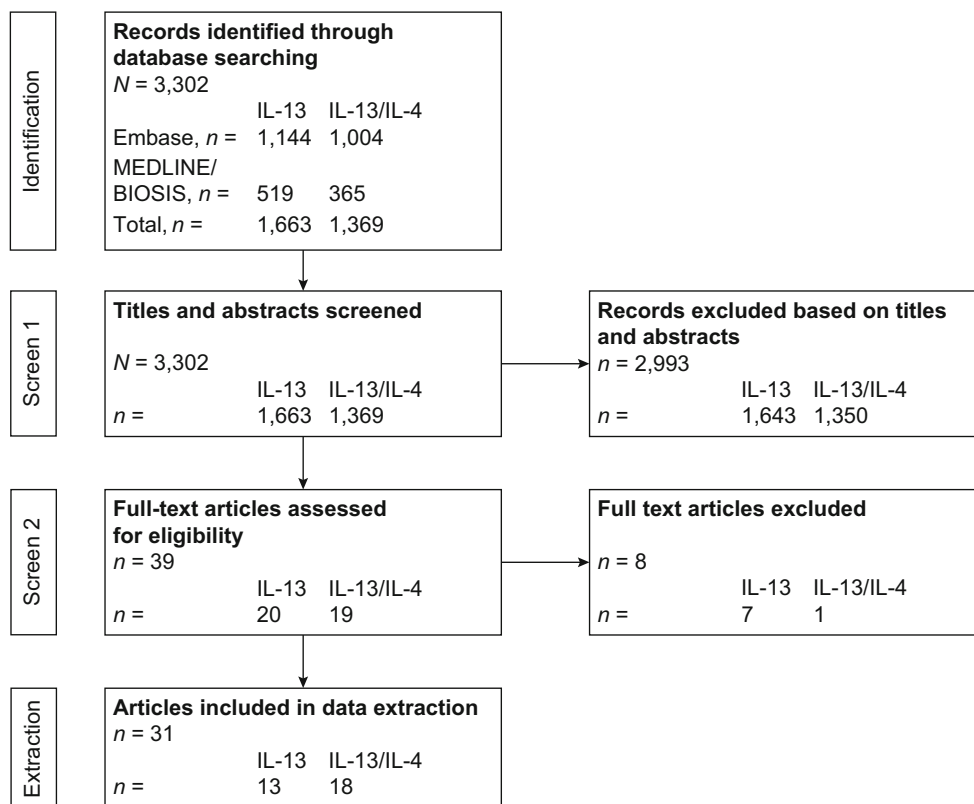 Identification
Records identified through
database searching
N = 3,302
IL-13 IL-13/IL-4
Embase, n = 1,144 1,004
MEDLINE/
BIOSIS, n = 519 365
Total, n = 1,663 1,369
Screen 1
Titles and abstracts screened
N = 3,302
IL-13 IL-13/IL-4
n = 1,663 1,369
Records excluded based on titles
and abstracts
n = 2,993
IL-13 IL-13/IL-4
n = 1,643 1,350
Screen 2
Full-text articles assessed
for eligibility
n = 39
IL-13 IL-13/IL-4
n = 20 19
Full text articles excluded
n = 8
IL-13 IL-13/IL-4
n = 7 1
Extraction
Articles included in data extraction
n = 31
IL-13 IL-13/IL-4
n = 13 18